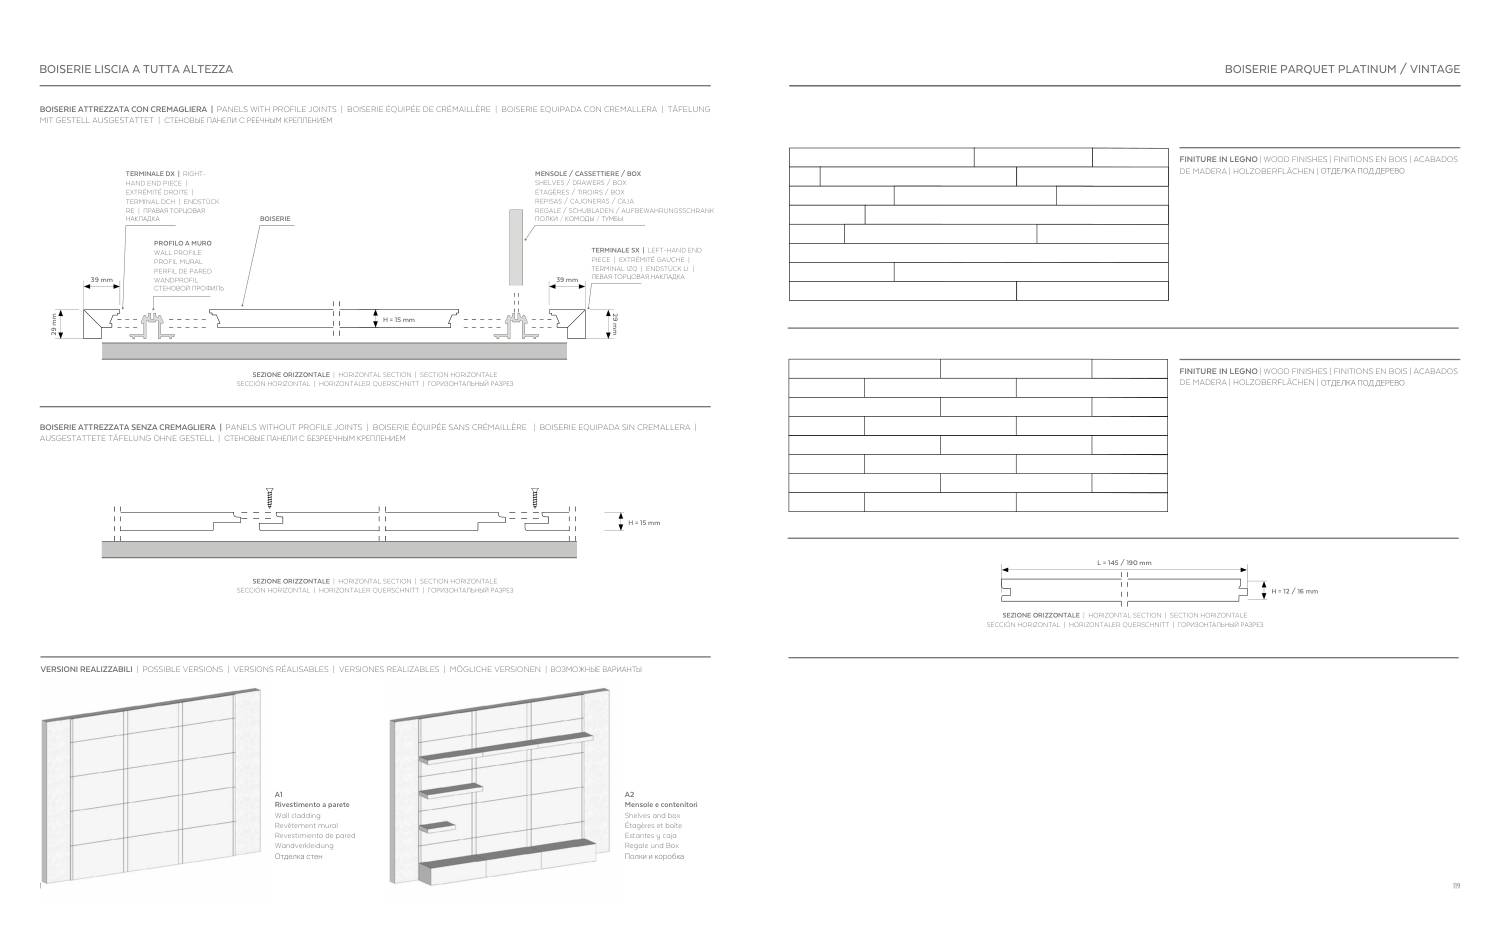 BOISERIE LISCIA A TUTTA ALTEZZA
BOISERIE ATTREZZATA CON CREMAGLIERA | PANELS WITH PROFILE JOINTS | BOISERIE ÉQUIPÉE DE CRÉMAILLÈRE | BOISERIE EQUIPADA CON CREMALLERA | TÄFELUNG
MIT GESTELL AUSGESTATTET | СТЕНОВЫЕ ПАНЕЛИ С РЕЕЧНЫМ КРЕПЛЕНИЕМ
TERMINALE DX | RIGHT-
HAND END PIECE |
EXTRÉMITÉ DROITE |
TERMINAL DCH | ENDSTÜCK
RE | ПРАВАЯ ТОРЦОВАЯ
НАКЛАДКА
BOISERIE
PROFILO A MURO
WALL PROFILE
PROFIL MURAL
PERFIL DE PARED
WANDPROFIL
СТЕНОВОЙ ПРОФИЛЬ
MENSOLE / CASSETTIERE / BOX
SHELVES / DRAWERS / BOX
ÉTAGÈRES / TIROIRS / BOX
REPISAS / CAJONERAS / CAJA
REGALE / SCHUBLADEN / AUFBEWAHRUNGSSCHRANK
ПОЛКИ / КОМОДЫ / ТУМБЫ
TERMINALE SX | LEFT-HAND END
PIECE | EXTRÉMITÉ GAUCHE |
TERMINAL IZQ | ENDSTÜCK LI |
ЛЕВАЯ ТОРЦОВАЯ НАКЛАДКА
39 mm
39 mm
29 mm
H = 15 mm
29 mm
SEZIONE ORIZZONTALE | HORIZONTAL SECTION | SECTION HORIZONTALE
SECCIÓN HORIZONTAL | HORIZONTALER QUERSCHNITT | ГОРИЗОНТАЛЬНЫЙ РАЗРЕЗ
BOISERIE ATTREZZATA SENZA CREMAGLIERA | PANELS WITHOUT PROFILE JOINTS | BOISERIE ÉQUIPÉE SANS CRÉMAILLÈRE | BOISERIE EQUIPADA SIN CREMALLERA |
AUSGESTATTETE TÄFELUNG OHNE GESTELL | СТЕНОВЫЕ ПАНЕЛИ С БЕЗРЕЕЧНЫМ КРЕПЛЕНИЕМ
H = 15 mm
SEZIONE ORIZZONTALE | HORIZONTAL SECTION | SECTION HORIZONTALE
SECCIÓN HORIZONTAL | HORIZONTALER QUERSCHNITT | ГОРИЗОНТАЛЬНЫЙ РАЗРЕЗ
VERSIONI REALIZZABILI | POSSIBLE VERSIONS | VERSIONS RÉALISABLES | VERSIONES REALIZABLES | MÖGLICHE VERSIONEN | ВОЗМОЖНЫЕ ВАРИАНТЫ
A1
Rivestimento a parete
Wall cladding
Revêtement mural
Revestimiento de pared
Wandverkleidung
Отделка стен
A2
Mensole e contenitori
Shelves and box
Étagères et boîte
Estantes y caja
Regale und Box
Полки и коробка
BOISERIE PARQUET PLATINUM / VINTAGE
FINITURE IN LEGNO | WOOD FINISHES | FINITIONS EN BOIS | ACABADOS
DE MADERA | HOLZOBERFLÄCHEN | ОТДЕЛКА ПОД ДЕРЕВО
FINITURE IN LEGNO | WOOD FINISHES | FINITIONS EN BOIS | ACABADOS
DE MADERA | HOLZOBERFLÄCHEN | ОТДЕЛКА ПОД ДЕРЕВО
L = 145 / 190 mm
H = 12 / 16 mm
SEZIONE ORIZZONTALE | HORIZONTAL SECTION | SECTION HORIZONTALE
SECCIÓN HORIZONTAL | HORIZONTALER QUERSCHNITT | ГОРИЗОНТАЛЬНЫЙ РАЗРЕЗ
119